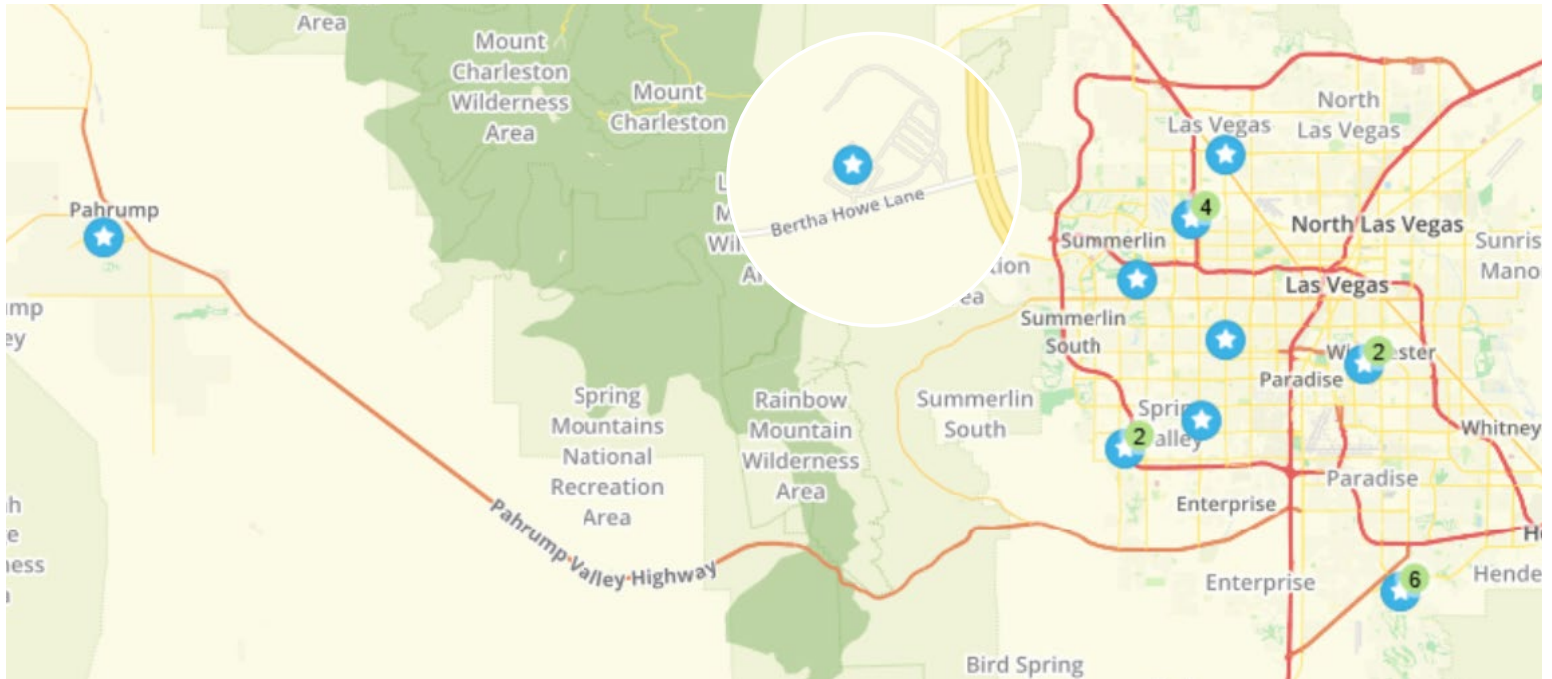 Area
Mount
Charleston
Wilderness
Area
Mount
Charleston
North
Las Vegas
Las Vegas
Pahrump
4
North Las Vegas
Summerlin
Bertha Howe Lane
Las Vegas
Summerlin
South
2
Paradise
Spring
Mountains
National
Recreation
Area
Rainbow
Mountain
Wilderness
Area
Summerlin
South
2
Whitney
Paradise
Enterprise
Pahrump Valley Highway
Enterprise
6
Bird Spring